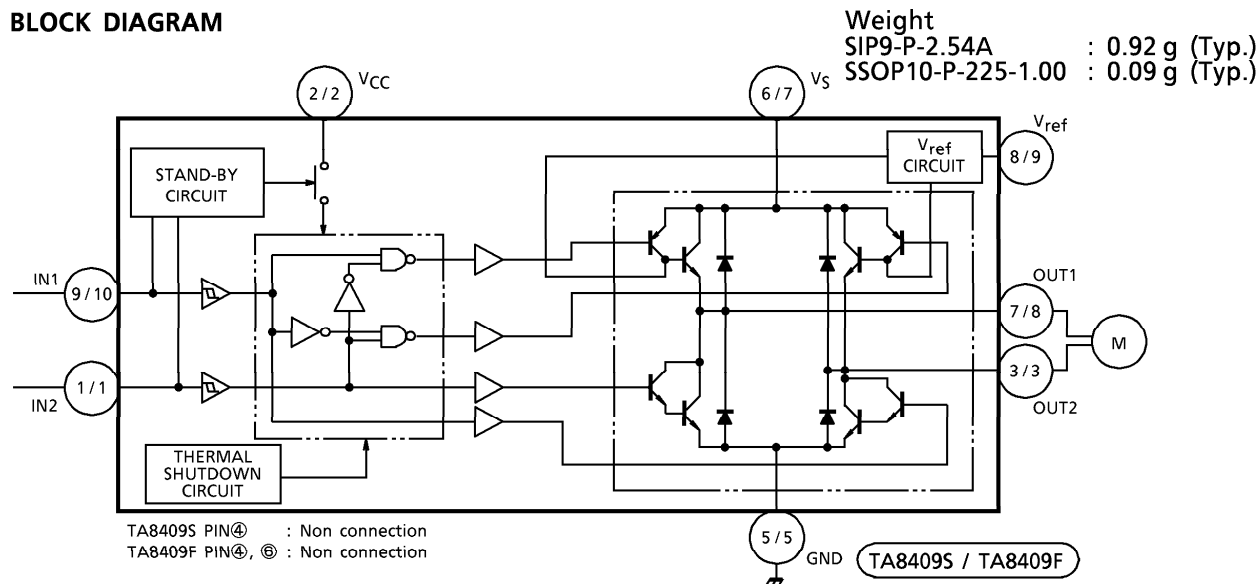 BLOCK DIAGRAM
Weight
SIP9-P-2.54A : 0.92 g (Typ.)
SSOP10-P-225-1.00 : 0.09 g (Typ.)
2/2 VCC
6/7 VS
Vref
8/9
Vref
CIRCUIT
STAND-BY
CIRCUIT
IN1
9/10
OUT1
7/8
M
1/1
IN2
3/3
OUT2
THERMAL
SHUTDOWN
CIRCUIT
TA8409S PIN④ : Non connection
TA8409F PIN④, ⑥ : Non connection
5/5
GND
TA8409S / TA8409F